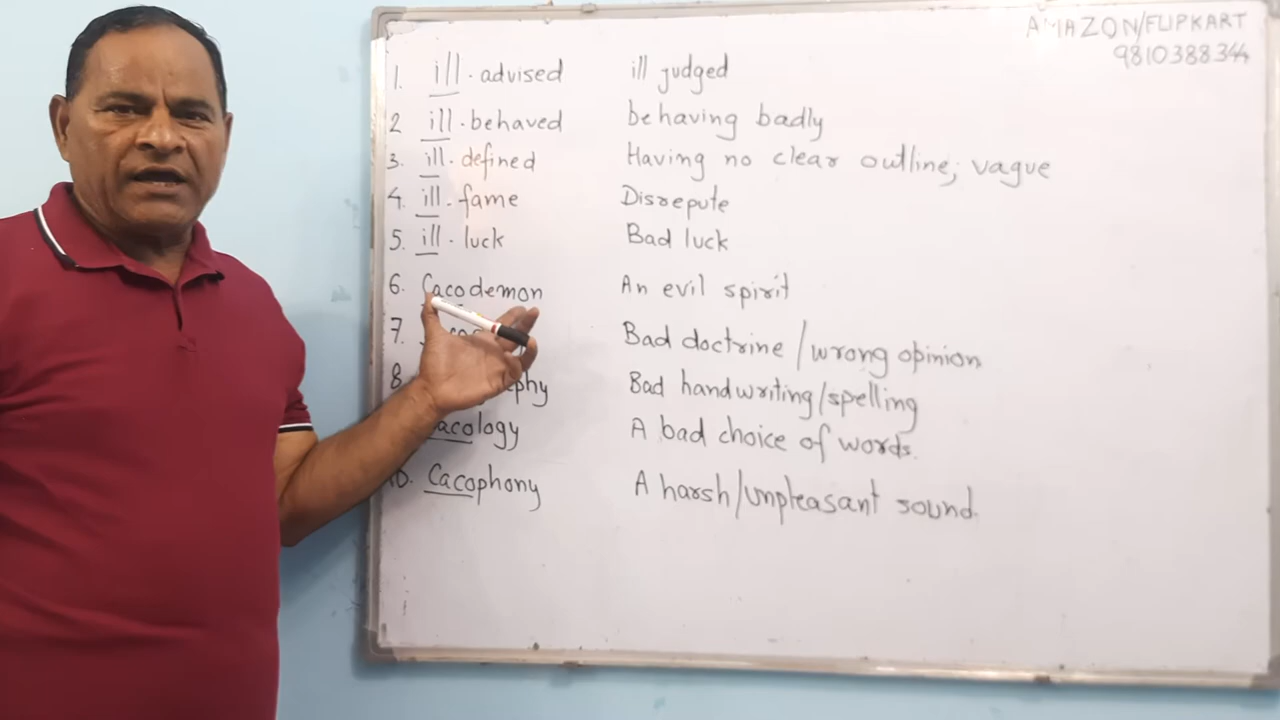 AMAZON/FLIPKART
9810388344
1. ill-advised ill judged
2 ill-behaved behaving badly
3. ill-defined Having no clear outline; vague
4. ill-fame Disrepute
5. ill-luck Bad luck
6. Cacodemon An evil spirit
7. Bad doctrine/wrong opinion
8 Bad handwriting/spelling
A bad choice of words.
10. Cacophony A harsh/unpleasant sound